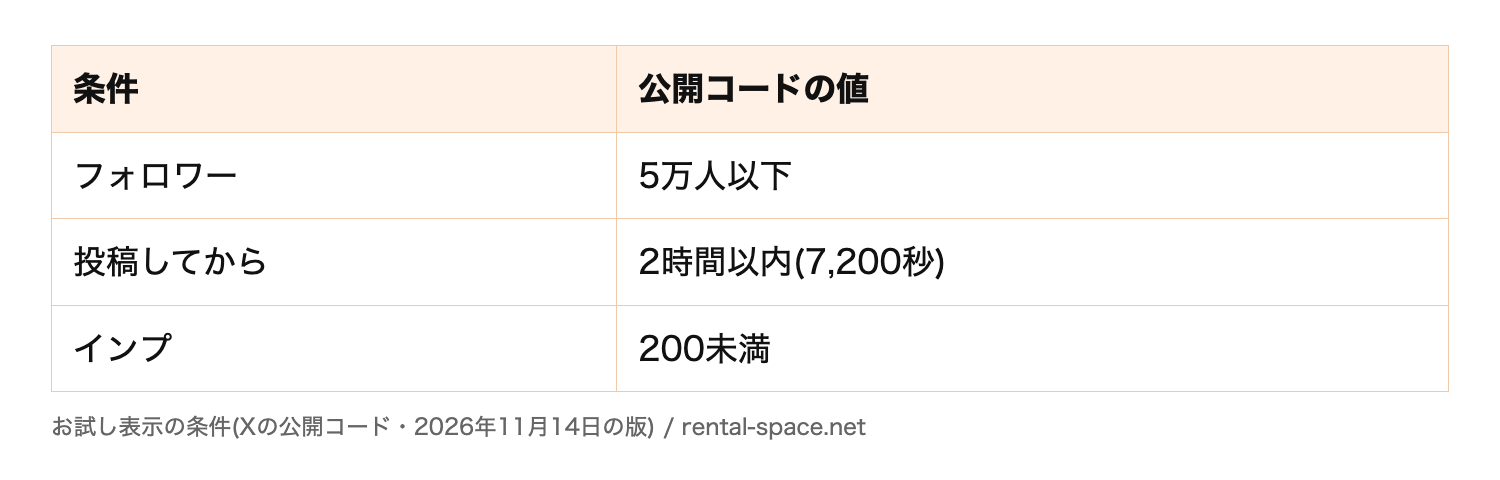 条件 公開コードの値
フォロワー 5万人以下
投稿してから 2時間以内(7,200秒)
インプ 200未満
お試し表示の条件(Xの公開コード・2026年11月14日の版) / rental-space.net